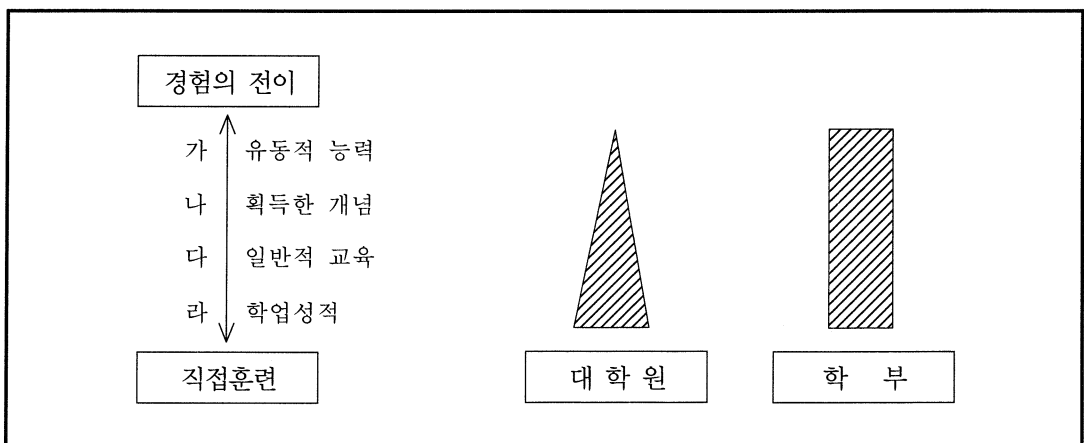 경험의 전이
가 유동적 능력
나 획득한 개념
다 일반적 교육
라 학업성적
직접훈련
대 학 원
학 부